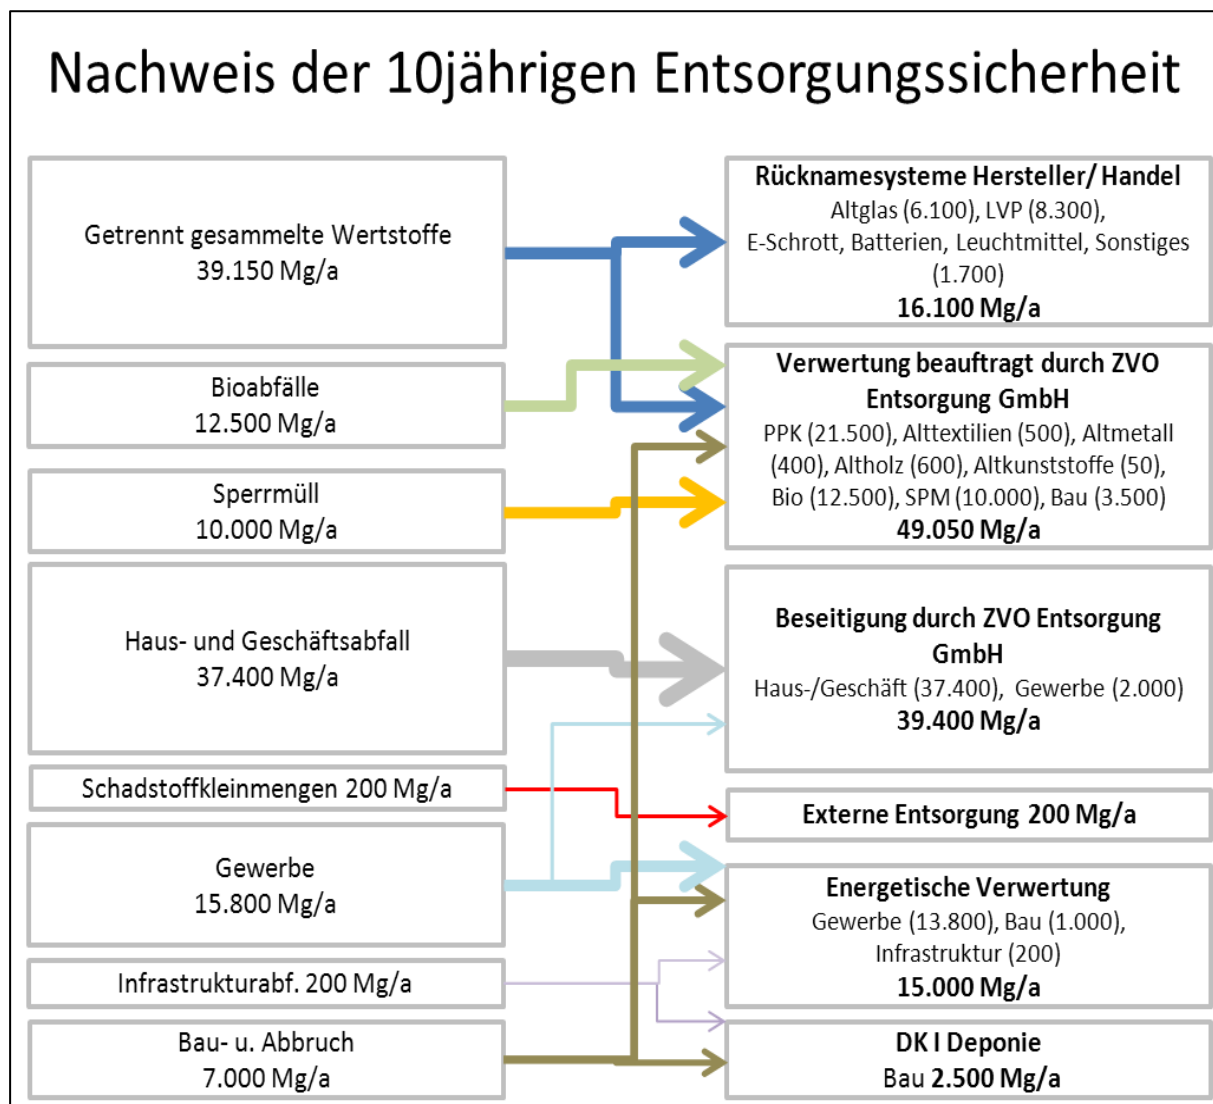 Nachweis der 10jährigen Entsorgungssicherheit
Getrennt gesammelte Wertstoffe
39.150 Mg/a
Bioabfälle
12.500 Mg/a
Sperrmüll
10.000 Mg/a
Haus- und Geschäftsabfall
37.400 Mg/a
Schadstoffkleinmengen 200 Mg/a
Gewerbe
15.800 Mg/a
Infrastrukturabf. 200 Mg/a
Bau- u. Abbruch
7.000 Mg/a
Rücknamesysteme Hersteller/ Handel
Altglas (6.100), LVP (8.300),
E-Schrott, Batterien, Leuchtmittel, Sonstiges
(1.700)
16.100 Mg/a
Verwertung beauftragt durch ZVO
Entsorgung GmbH
PPK (21.500), Alttextilien (500), Altmetall
(400), Altholz (600), Altkunststoffe (50),
Bio (12.500), SPM (10.000), Bau (3.500)
49.050 Mg/a
Beseitigung durch ZVO Entsorgung
GmbH
Haus-/Geschäft (37.400), Gewerbe (2.000)
39.400 Mg/a
Externe Entsorgung 200 Mg/a
Energetische Verwertung
Gewerbe (13.800), Bau (1.000),
Infrastruktur (200)
15.000 Mg/a
DK I Deponie
Bau 2.500 Mg/a